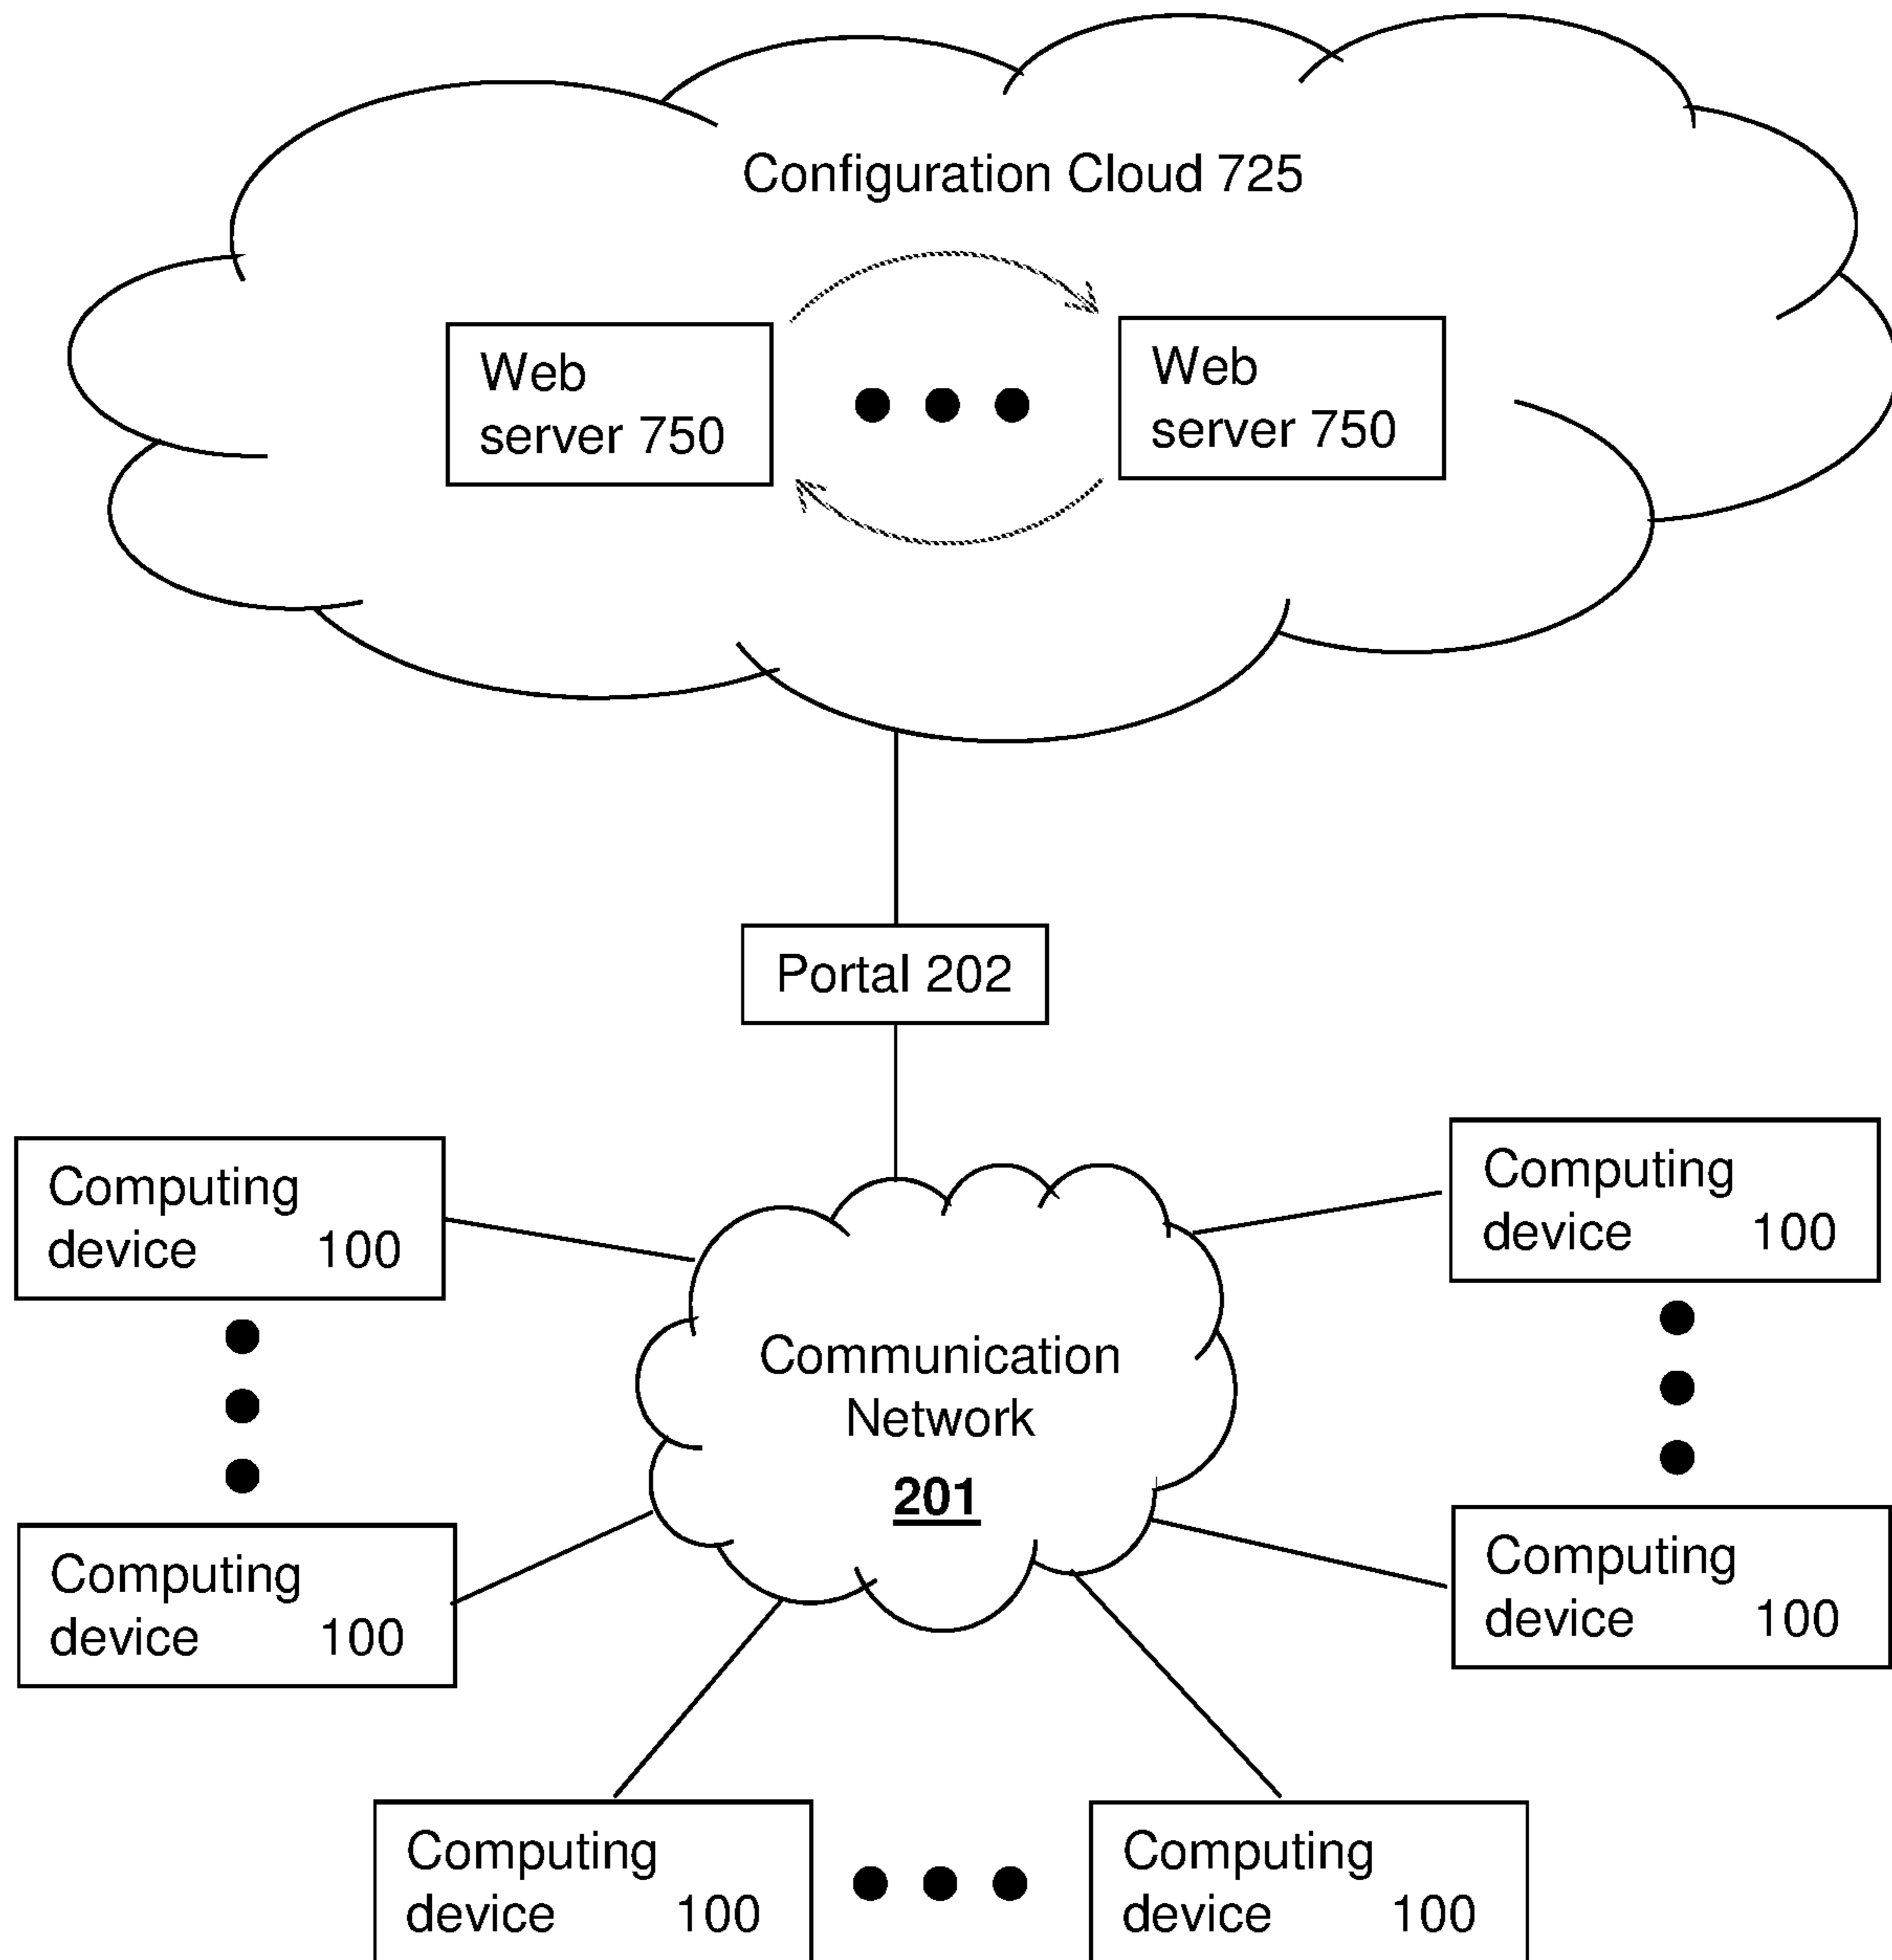 Configuration Cloud 725
Web
server 750
Web
server 750
Portal 202
Computing
device 100
Computing
device 100
Communication
Network
201
Computing
device 100
Computing
device 100
Computing
device 100
Computing
device 100